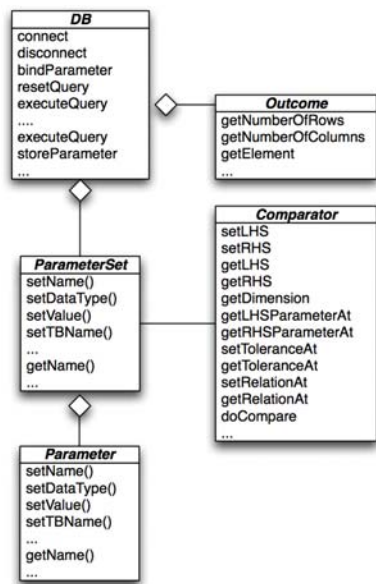 DB
connect
disconnect
bindParameter
resetQuery
executeQuery
....
executeQuery
storeParameter
...
Outcome
getNumberOfRows
getNumberOfColumns
getElement
...
ParameterSet
setName()
setDataType()
setValue()
setTBName()
...
getName()
...
Comparator
setLHS
setRHS
getLHS
getRHS
getDimension
getLHSParameterAt
getRHSParameterAt
setToleranceAt
getToleranceAt
setRelationAt
getRelationAt
doCompare
...
Parameter
setName()
setDataType()
setValue()
setTBName()
...
getName()
...